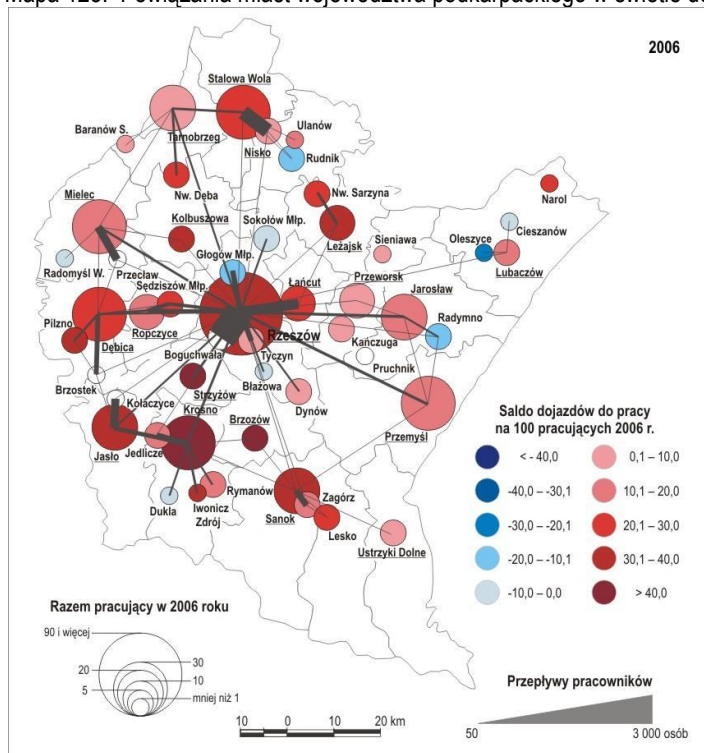 2006
Stalowa Wola
Baranów S.
Tarnobrzeg
Nisko
Ulanów
Rudnik
Nw. Dęba
Mielec
Kolbuszowa
Nw. Sarzyna
Sokołów Młp.
Leżajsk
Narol
Cieszanów
Oleszyce
Lubaczów
Sieniawa
Radomyśl W.
Przecław
Głogów Młp.
Sędziszów Młp.
Łańcut
Przeworsk
Jarosław
Pilzno
Ropczyce
Dębica
Rzeszów
Radymno
Kańczuga
Boguchwała
Tyczyn
Pruchnik
Brzostek
Błażowa
Strzyżów
Dynów
Kołaczyce
Krosno
Brzozów
Przemyśl
Jasło
Jedlicze
Rymanów
Zagórz
Dukla
Iwonicz
Zdrój
Sanok
Lesko
Ustrzyki Dolne
Saldo dojazdów do pracy
na 100 pracujących 2006 r.
< - 40,0
0,1 – 10,0
-40,0 – -30,1
10,1 – 20,0
-30,0 – -20,1
20,1 – 30,0
-20,0 – -10,1
30,1 – 40,0
-10,0 – 0,0
> 40,0
Razem pracujący w 2006 roku
90 i więcej
30
20
10
5
mniej niż 1
10 0 10 20 km
Przepływy pracowników
50
3 000 osób